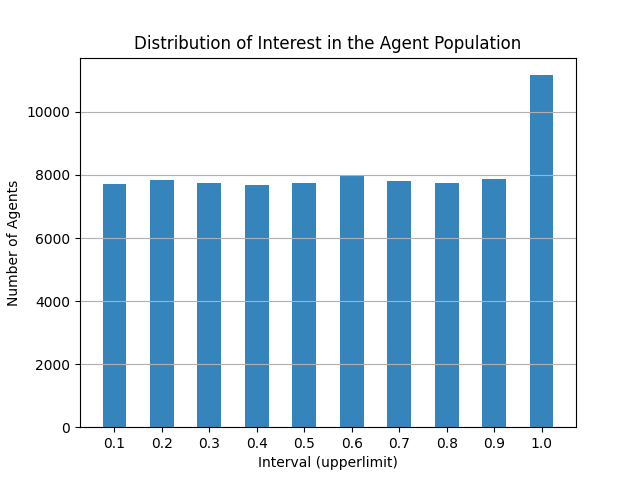 Distribution of Interest in the Agent Population
10000
8000
6000
4000
2000
0
Number of Agents
0.1 0.2 0.3 0.4 0.5 0.6 0.7 0.8 0.9 1.0
Interval (upperlimit)